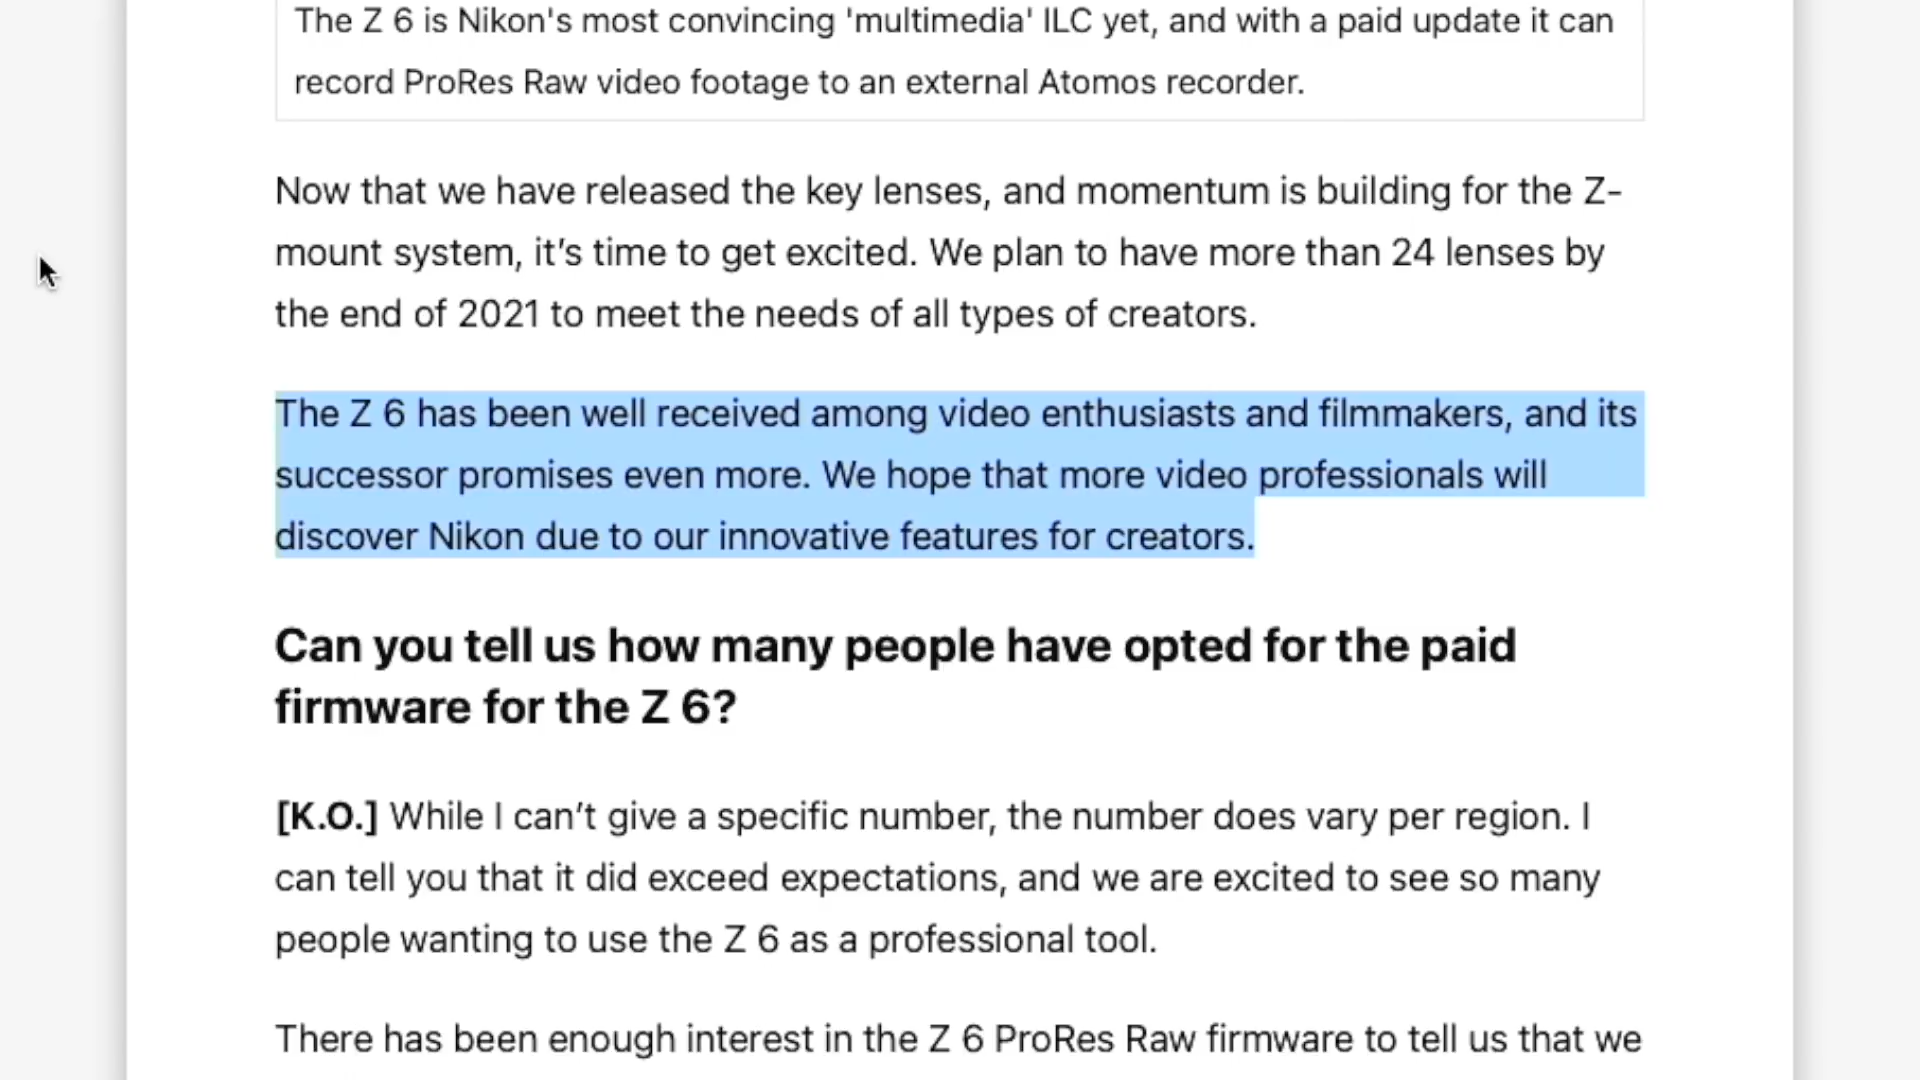 The Z 6 is Nikon's most convincing 'multimedia' ILC yet, and with a paid update it can
record ProRes Raw video footage to an external Atomos recorder.
Now that we have released the key lenses, and momentum is building for the Z-
mount system, it’s time to get excited. We plan to have more than 24 lenses by
the end of 2021 to meet the needs of all types of creators.
The Z 6 has been well received among video enthusiasts and filmmakers, and its
successor promises even more. We hope that more video professionals will
discover Nikon due to our innovative features for creators.
Can you tell us how many people have opted for the paid
firmware for the Z 6?
[K.O.] While I can’t give a specific number, the number does vary per region. I
can tell you that it did exceed expectations, and we are excited to see so many
people wanting to use the Z 6 as a professional tool.
There has been enough interest in the Z 6 ProRes Raw firmware to tell us that we